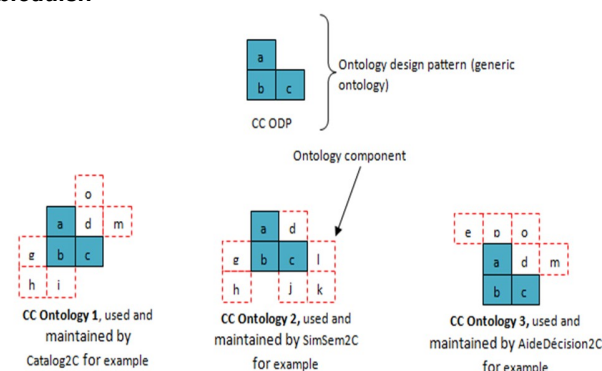 a
Ontology design pattern (generic
ontology)
b c
CC ODP
Ontology component
o
a d m
g b c
h i
CC Ontology 1, used and
maintained by
Catalog2C for example
a d
g b c l
h j k
CC Ontology 2, used and
maintained by SimSem2C
for example
e p o
a d m
b c
CC Ontology 3, used and
maintained by AideDécision2C
for example